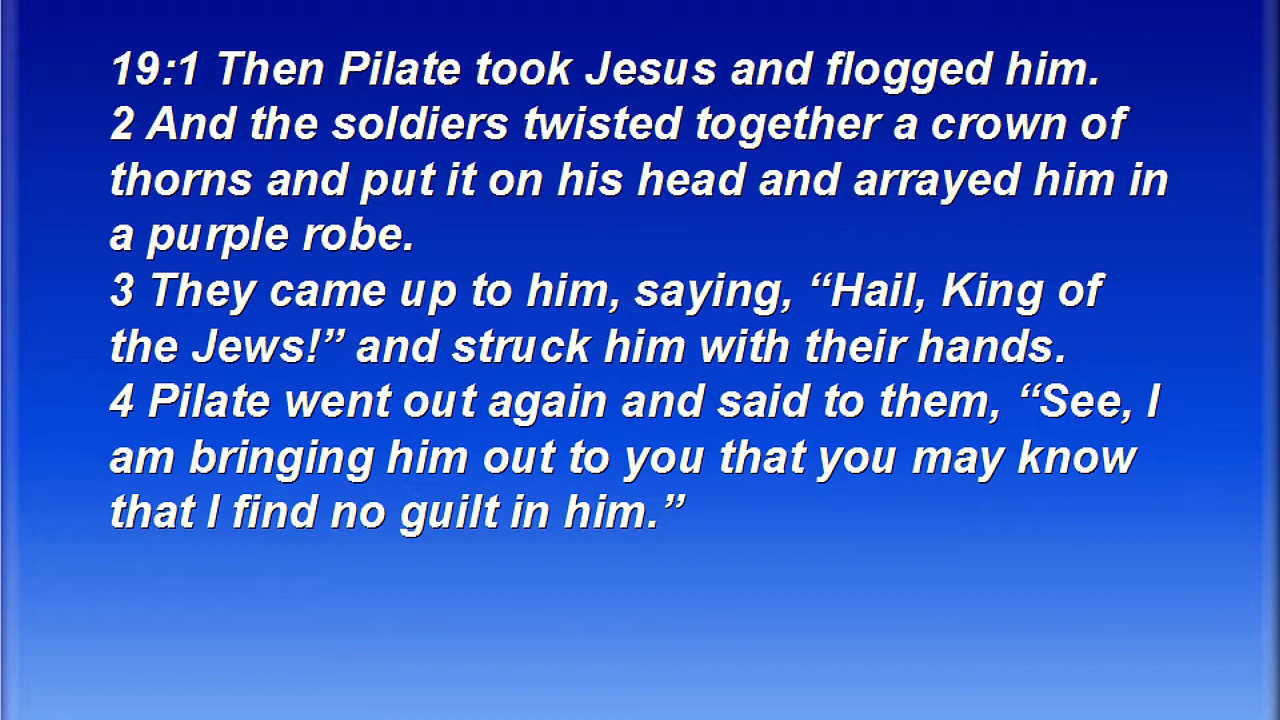 19:1 Then Pilate took Jesus and flogged him.
2 And the soldiers twisted together a crown of
thorns and put it on his head and arrayed him in
a purple robe.
3 They came up to him, saying, “Hail, King of
the Jews!” and struck him with their hands.
4 Pilate went out again and said to them, “See, I
am bringing him out to you that you may know
that I find no guilt in him.”